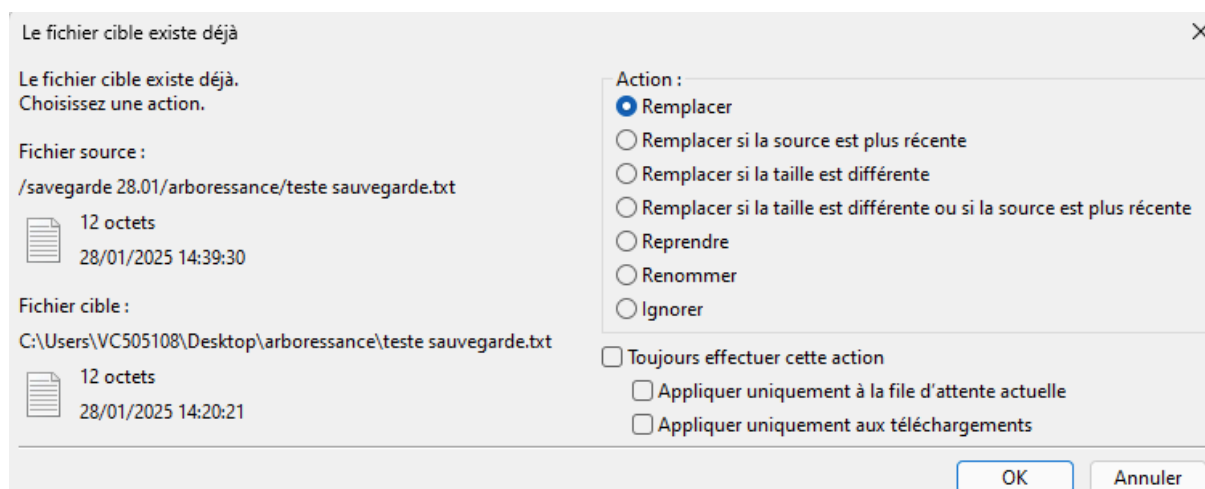 Le fichier cible existe déjà
Le fichier cible existe déjà.
Choisissez une action.
Fichier source :
/savegarde 28.01/arboressance/teste sauvegarde.txt
12 octets
28/01/2025 14:39:30
Fichier cible :
C:\Users\VC505108\Desktop\arboressance\teste sauvegarde.txt
12 octets
28/01/2025 14:20:21
Action :
Remplacer
Remplacer si la source est plus récente
Remplacer si la taille est différente
Remplacer si la taille est différente ou si la source est plus récente
Reprendre
Renommer
Ignorer
Toujours effectuer cette action
Appliquer uniquement à la file d'attente actuelle
Appliquer uniquement aux téléchargements
OK
Annuler